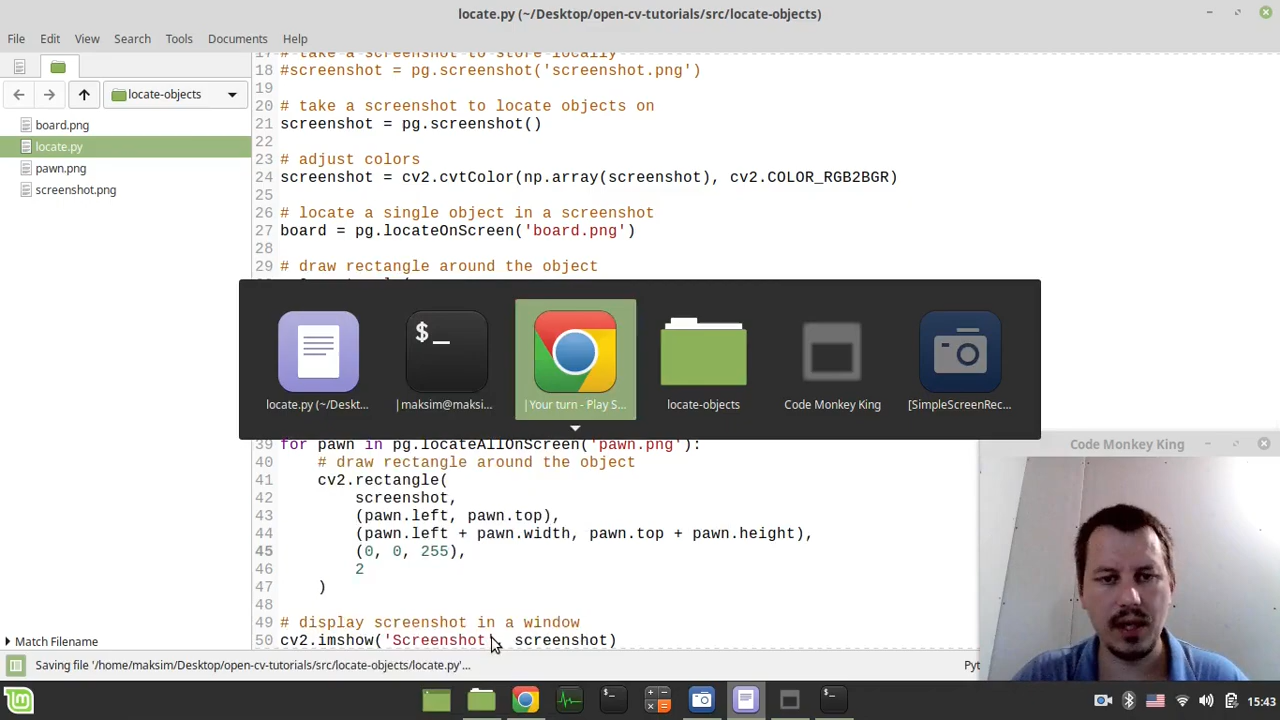 locate.py (~/Desktop/open-cv-tutorials/src/locate-objects)
File Edit View Search Tools Documents Help
locate-objects
board.png
locate.py
pawn.png
screenshot.png
Match Filename
17 # take a screenshot to store locally
18 #screenshot = pg.screenshot('screenshot.png')
19
20 # take a screenshot to locate objects on
21 screenshot = pg.screenshot()
22
23 # adjust colors
24 screenshot = cv2.cvtColor(np.array(screenshot), cv2.COLOR_RGB2BGR)
25
26 # locate a single object in a screenshot
27 board = pg.locateOnScreen('board.png')
28
29 # draw rectangle around the object
$_
locate.py (~/Deskt...
|maksim@maksi...
|Your turn - Play S...
locate-objects
Code Monkey King
[SimpleScreenRec...
39 for pawn in pg.locateAllOnScreen('pawn.png'):
40 # draw rectangle around the object
41 cv2.rectangle(
42 screenshot,
43 (pawn.left, pawn.top),
44 (pawn.left + pawn.width, pawn.top + pawn.height),
45 (0, 0, 255),
46 2
47 )
48
49 # display screenshot in a window
50 cv2.imshow('Screenshot', screenshot)
Code Monkey King
Saving file '/home/maksim/Desktop/open-cv-tutorials/src/locate-objects/locate.py'...
Pyt
15:43